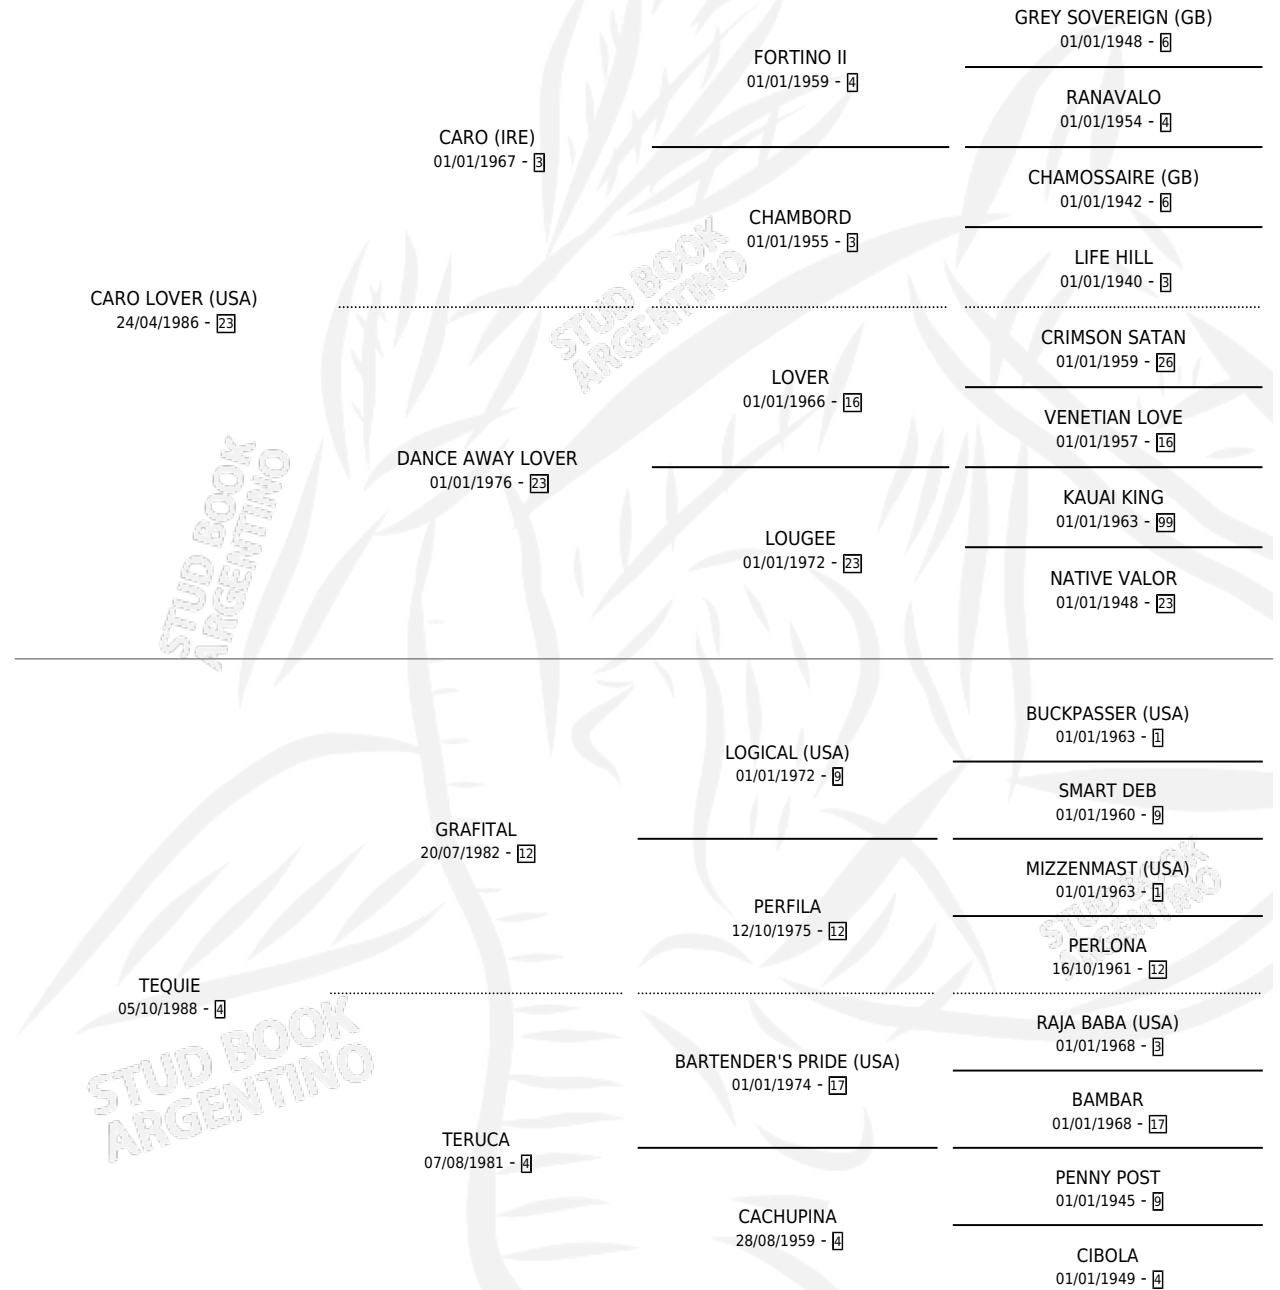 GREY SOVEREIGN (GB)
01/01/1948 - 6
FORTINO II
01/01/1959 - 4
RANAVALO
01/01/1954 - 4
CARO (IRE)
01/01/1967 - 3
CHAMOSSAIRE (GB)
01/01/1942 - 6
CHAMBORD
01/01/1955 - 3
LIFE HILL
01/01/1940 - 3
CARO LOVER (USA)
24/04/1986 - 23
CRIMSON SATAN
01/01/1959 - 26
LOVER
01/01/1966 - 16
VENETIAN LOVE
01/01/1957 - 16
DANCE AWAY LOVER
01/01/1976 - 23
KAUAI KING
01/01/1963 - 99
LOUGEE
01/01/1972 - 23
NATIVE VALOR
01/01/1948 - 23
BUCKPASSER (USA)
01/01/1963 - 1
LOGICAL (USA)
01/01/1972 - 9
SMART DEB
01/01/1960 - 9
GRAFITAL
20/07/1982 - 12
MIZZENMAST (USA)
01/01/1963 - 1
PERFILA
12/10/1975 - 12
PERLONA
16/10/1961 - 12
TEQUIE
05/10/1988 - 4
RAJA BABA (USA)
01/01/1968 - 3
BARTENDER'S PRIDE (USA)
01/01/1974 - 17
BAMBAR
01/01/1968 - 17
TERUCA
07/08/1981 - 4
PENNY POST
01/01/1945 - 9
CACHUPINA
28/08/1959 - 4
CIBOLA
01/01/1949 - 4
STUD BOOK
ARGENTINO
STUD BOOK
ARGENTINO
STUD BOOK
ARGENTINO
STUD BOOK
ARGENTINO